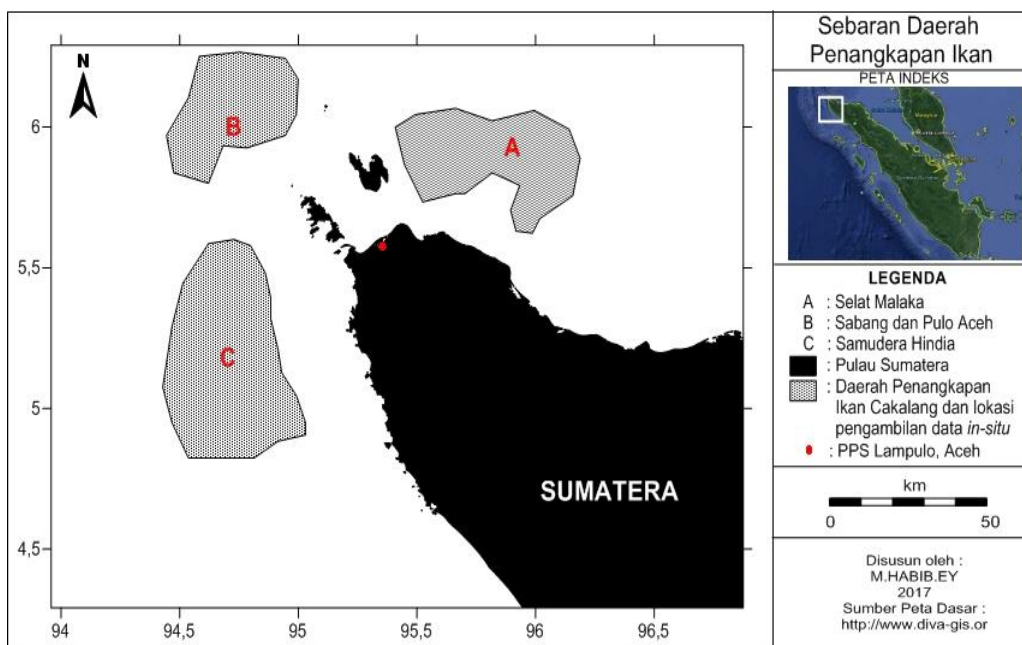 N
6
5,5
5
4,5
94
94,5
95
95,5
96
96,5
A
B
C
SUMATERA
Sebaran Daerah
Penangkapan Ikan
PETA INDEKS
LEGENDA
A : Selat Malaka
B : Sabang dan Pulo Aceh
C : Samudera Hindia
: Pulau Sumatera
: Daerah Penangkapan
Ikan Cakalang dan lokasi
pengambilan data in-situ
: PPS Lampulo, Aceh
km
0 50
Disusun oleh :
M.HABIB.EY
2017
Sumber Peta Dasar :
http://www.diva-gis.or